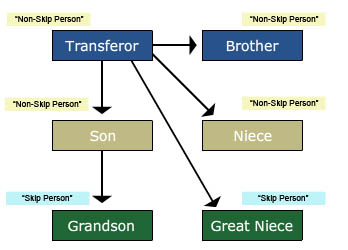 "Non-Skip Person"
"Non-Skip Person"
Transferor
Brother
"Non-Skip Person"
"Non-Skip Person"
Son
Niece
"Skip Person"
"Skip Person"
Grandson
Great Niece